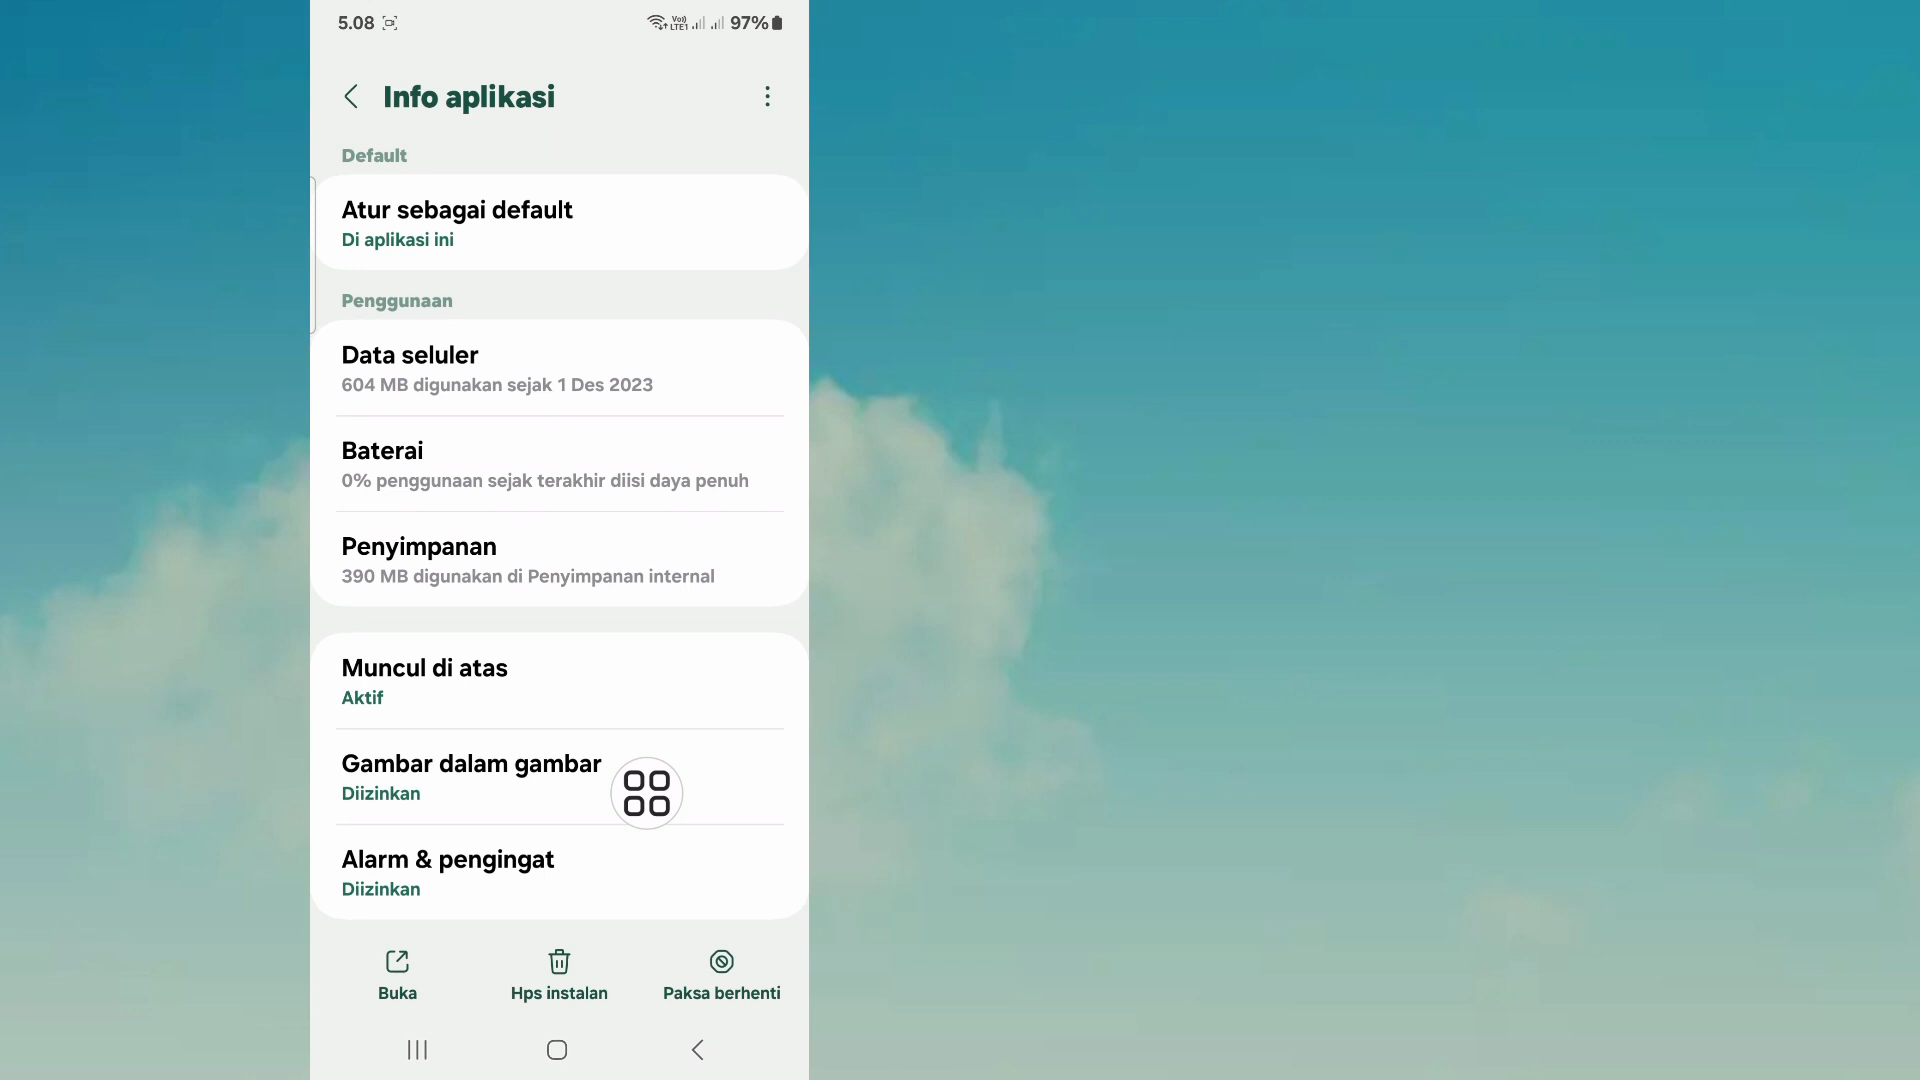 5.08
Vo))
LTE1
97%
Info aplikasi
Default
Atur sebagai default
Di aplikasi ini
Penggunaan
Data seluler
604 MB digunakan sejak 1 Des 2023
Baterai
0% penggunaan sejak terakhir diisi daya penuh
Penyimpanan
390 MB digunakan di Penyimpanan internal
Muncul di atas
Aktif
Gambar dalam gambar
Diizinkan
Alarm & pengingat
Diizinkan
Buka
Hps instalan
Paksa berhenti